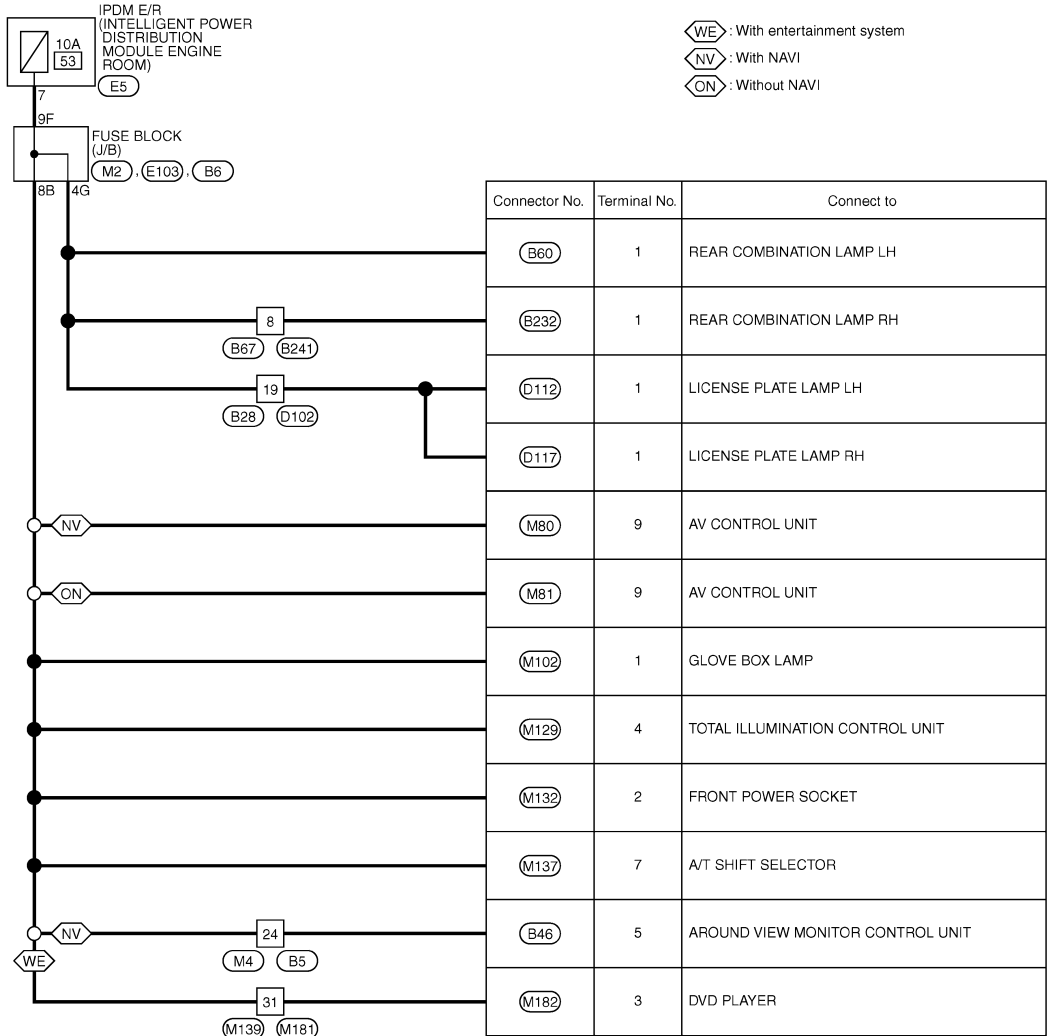 IPDM E/R
(INTELLIGENT POWER
DISTRIBUTION
MODULE ENGINE
ROOM)
10A
53
E5
7
9F
FUSE BLOCK
(J/B)
M2 , E103 , B6
8B 4G
WE : With entertainment system
NV : With NAVI
ON : Without NAVI
Connector No. Terminal No. Connect to
B60 1 REAR COMBINATION LAMP LH
8
B67 B241
B232 1 REAR COMBINATION LAMP RH
19
B28 D102
D112 1 LICENSE PLATE LAMP LH
D117 1 LICENSE PLATE LAMP RH
NV M80 9 AV CONTROL UNIT
ON M81 9 AV CONTROL UNIT
M102 1 GLOVE BOX LAMP
M129 4 TOTAL ILLUMINATION CONTROL UNIT
M132 2 FRONT POWER SOCKET
M137 7 A/T SHIFT SELECTOR
NV 24 B46 5 AROUND VIEW MONITOR CONTROL UNIT
WE M4 B5
31 M182 3 DVD PLAYER
M139 M181